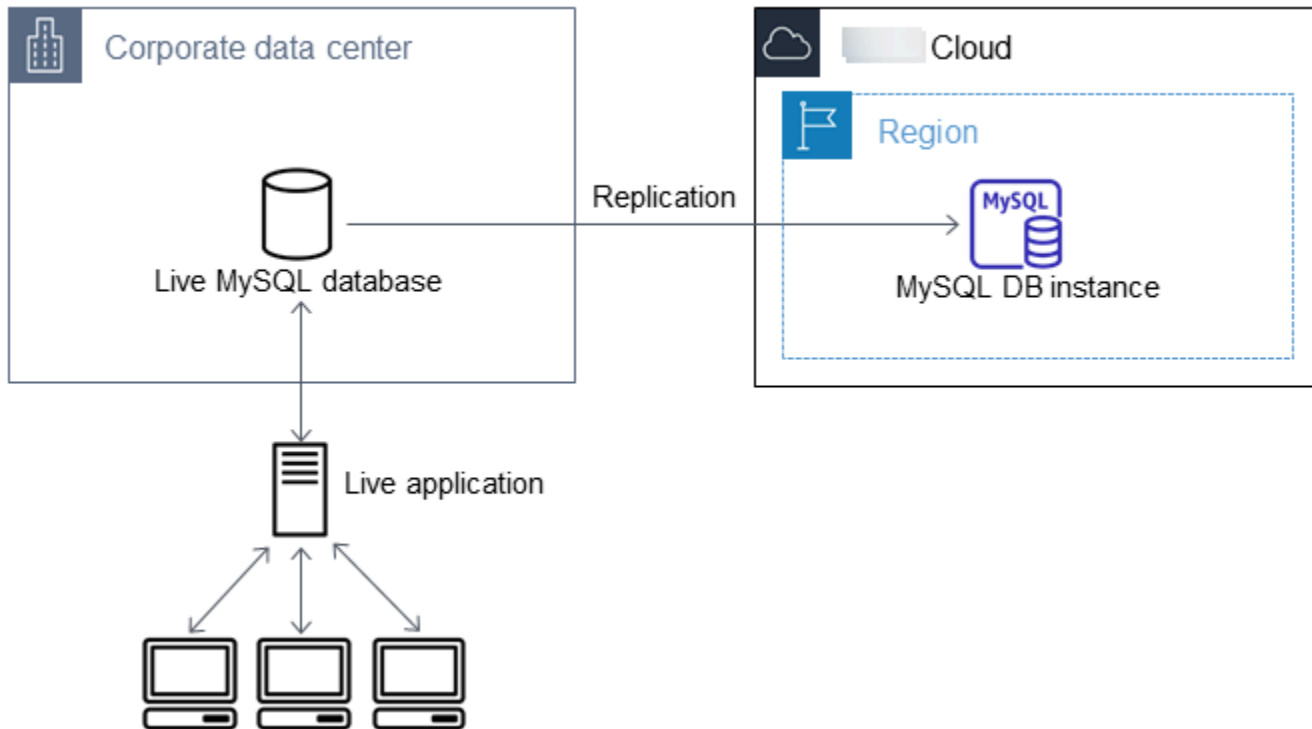 Corporate data center
Cloud
Region
Replication
MySQL
Live MySQL database
MySQL DB instance
Live application